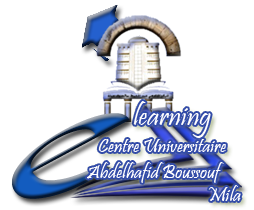 e learning
Centre Universitaire
Abdelhafid Boussouf
Mila